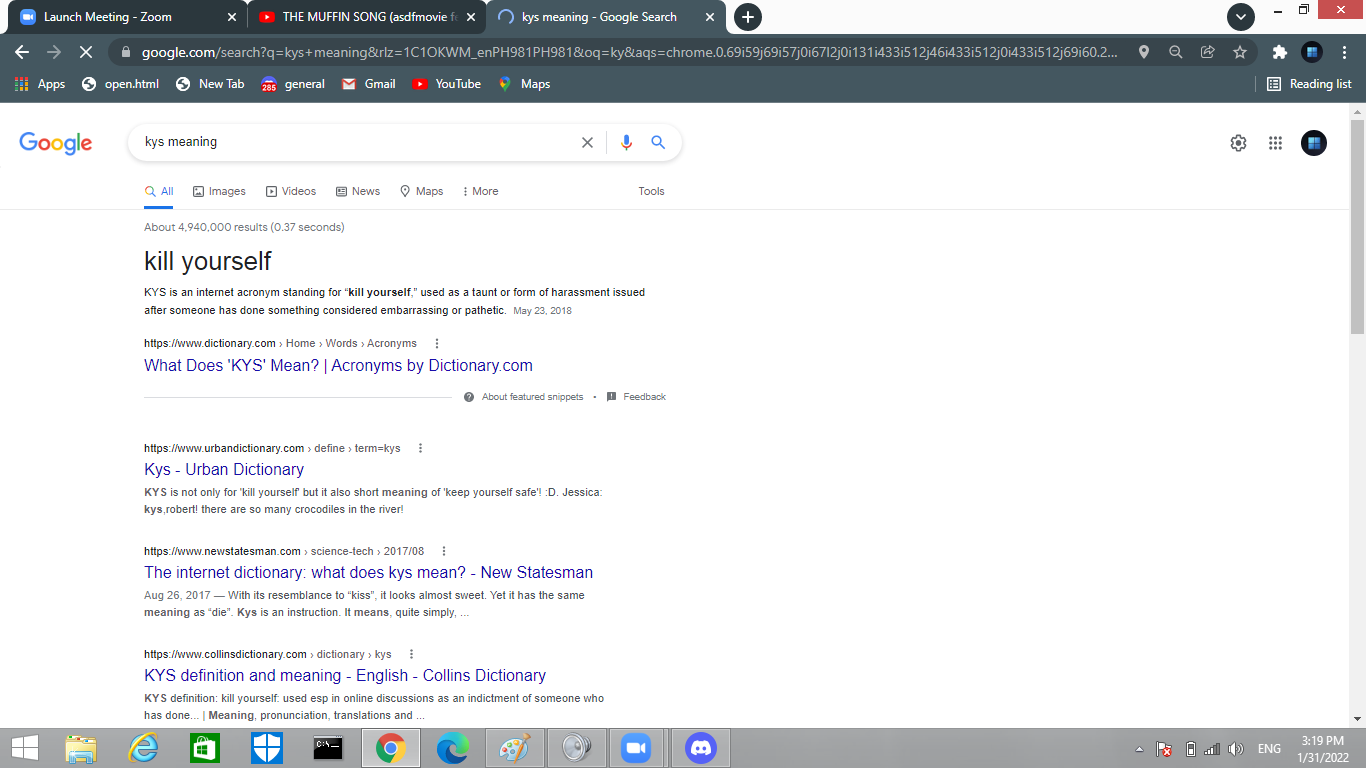 Launch Meeting - Zoom
THE MUFFIN SONG (asdfmovie fe
kys meaning - Google Search
google.com/search?q=kys+meaning&rlz=1C1OKWM_enPH981PH981&oq=ky&aqs=chrome.0.69i59j69i57j0i67l2j0i131i433i512j46i433i512j0i433i512j69i60.2...
Apps
open.html
New Tab
285
general
Gmail
YouTube
Maps
Reading list
Google
kys meaning
All
Images
Videos
News
Maps
More
Tools
About 4,940,000 results (0.37 seconds)
kill yourself
KYS is an internet acronym standing for “kill yourself,” used as a taunt or form of harassment issued
after someone has done something considered embarrassing or pathetic. May 23, 2018
https://www.dictionary.com › Home › Words › Acronyms
What Does 'KYS' Mean? | Acronyms by Dictionary.com
About featured snippets • Feedback
https://www.urbandictionary.com › define › term=kys
Kys - Urban Dictionary
KYS is not only for 'kill yourself' but it also short meaning of 'keep yourself safe'! :D. Jessica:
kys,robert! there are so many crocodiles in the river!
https://www.newstatesman.com › science-tech › 2017/08
The internet dictionary: what does kys mean? - New Statesman
Aug 26, 2017 — With its resemblance to “kiss”, it looks almost sweet. Yet it has the same
meaning as “die”. Kys is an instruction. It means, quite simply, ...
https://www.collinsdictionary.com › dictionary › kys
KYS definition and meaning - English - Collins Dictionary
KYS definition: kill yourself: used esp in online discussions as an indictment of someone who
has done... | Meaning, pronunciation, translations and ...
ENG
3:19 PM
1/31/2022